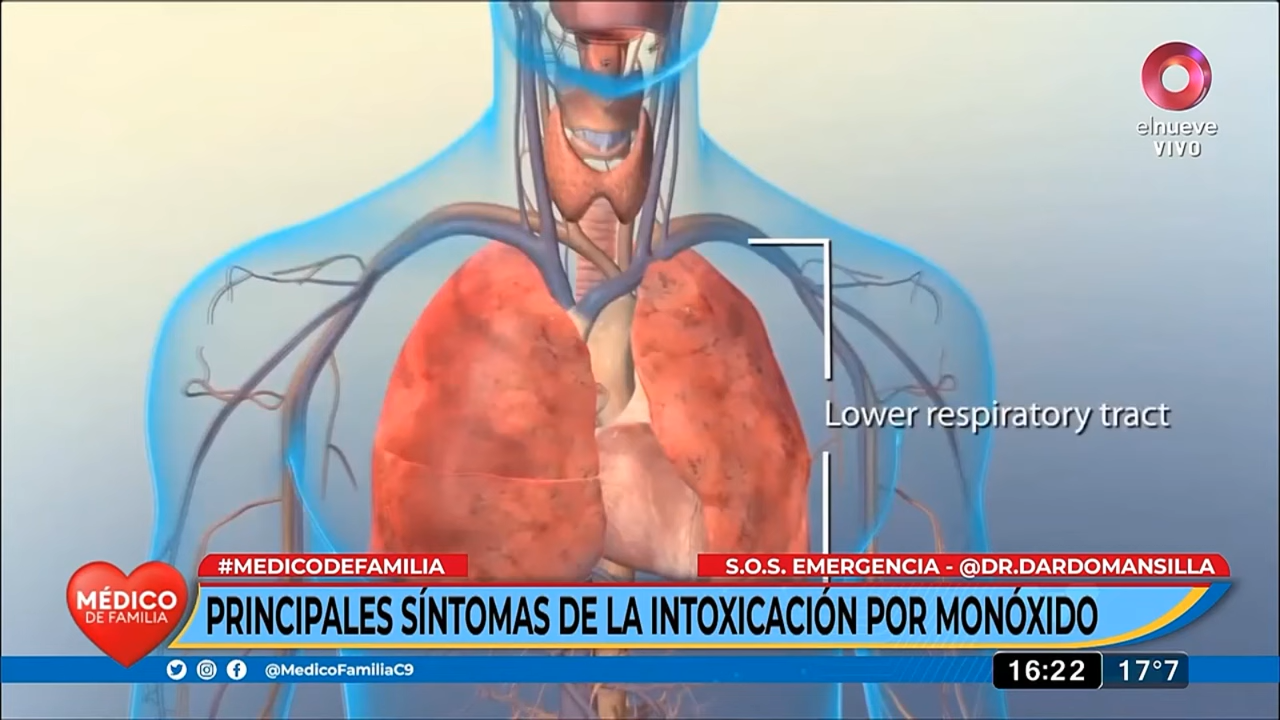 elnueve
VIVO
Lower respiratory tract
#MEDICODEFAMILIA
S.O.S. EMERGENCIA - @DR.DARDOMANSILLA
MÉDICO
DE FAMILIA
PRINCIPALES SÍNTOMAS DE LA INTOXICACIÓN POR MONÓXIDO
@MedicoFamiliaC9
16:22
17°7